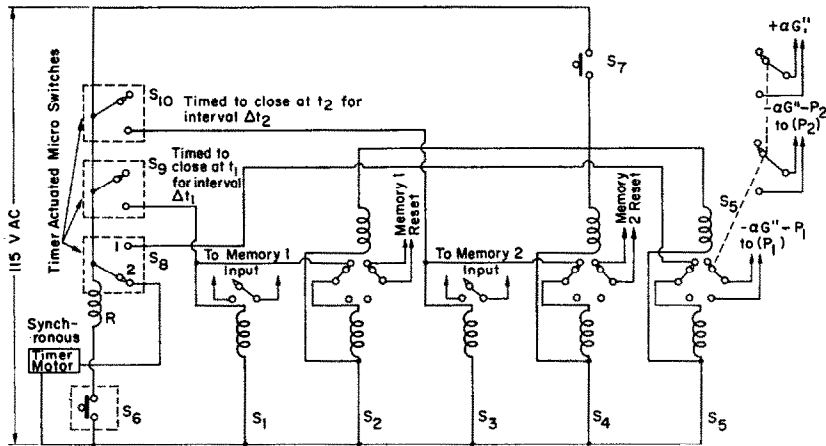 115 V AC
Timer Actuated Micro Switches
S10 Timed to close at t2 for
interval Δt2
S9
Timed to
close at t1
for interval
Δt1
1
S8
2
R
Synch-
ronous
Timer
Motor
S6
To Memory 1
Input
S1
Memory 1
Reset
S2
To Memory 2
Input
S3
S7
Memory
2 Reset
S4
S5
S5
+αG"
-αG"-P2
to (P2)
-αG"-P1
to (P1)